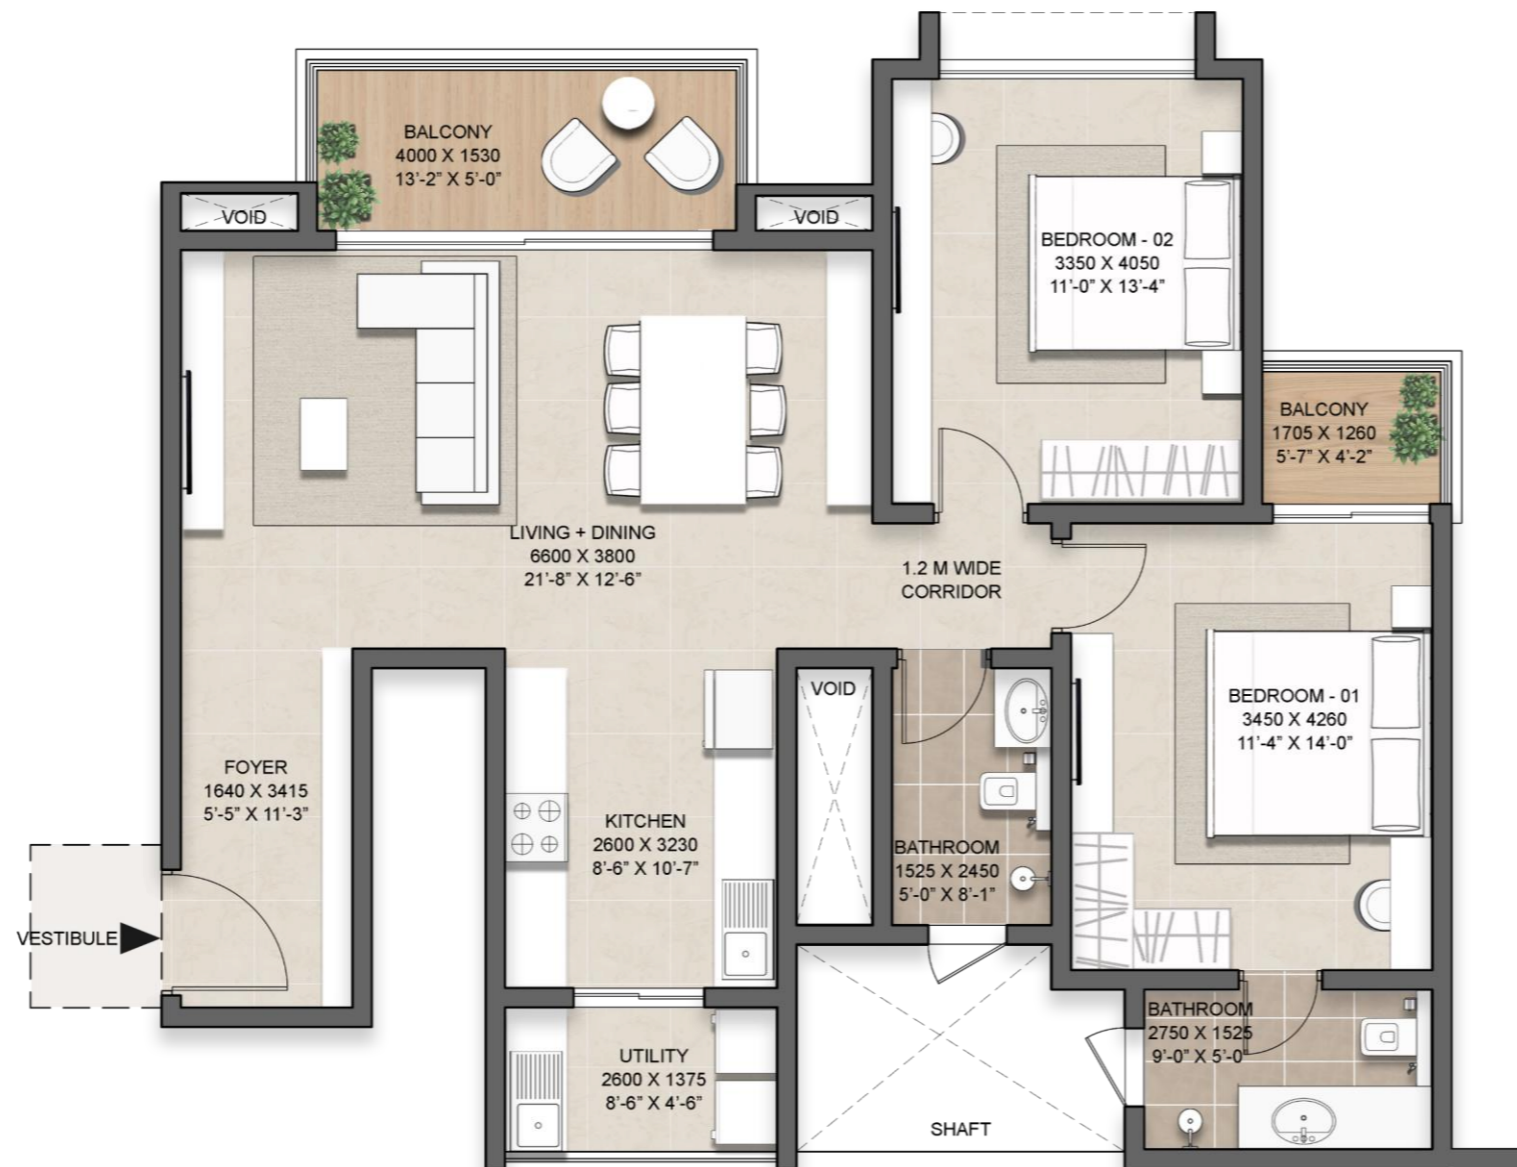 BALCONY
4000 X 1530
13'-2" X 5'-0"
VOID
VOID
BEDROOM - 02
3350 X 4050
11'-0" X 13'-4"
BALCONY
1705 X 1260
5'-7" X 4'-2"
LIVING + DINING
6600 X 3800
21'-8" X 12'-6"
1.2 M WIDE
CORRIDOR
VOID
BEDROOM - 01
3450 X 4260
11'-4" X 14'-0"
FOYER
1640 X 3415
5'-5" X 11'-3"
KITCHEN
2600 X 3230
8'-6" X 10'-7"
BATHROOM
1525 X 2450
5'-0" X 8'-1"
VESTIBULE
BATHROOM
2750 X 1525
9'-0" X 5'-0
UTILITY
2600 X 1375
8'-6" X 4'-6"
SHAFT